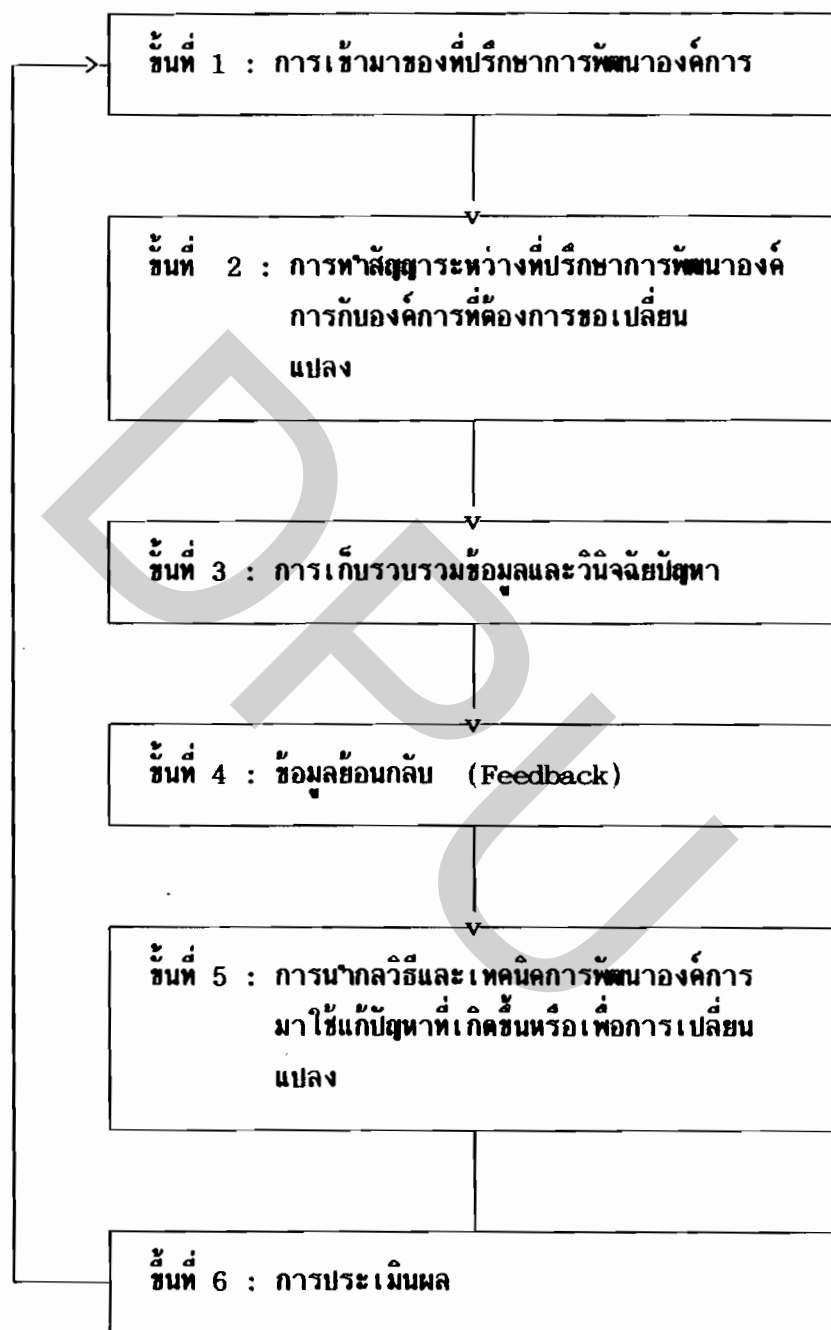 ขั้นที่ 1 : การเข้ามาของที่ปรึกษาการพัฒนาองค์การ
ขั้นที่ 2 : การทำสัญญาระหว่างที่ปรึกษาการพัฒนาองค์
การกับองค์การที่ต้องการขอเปลี่ยน
แปลง
ขั้นที่ 3 : การเก็บรวบรวมข้อมูลและวินิจฉัยปัญหา
ขั้นที่ 4 : ข้อมูลย้อนกลับ (Feedback)
ขั้นที่ 5 : การนำกลวิธีและเทคนิคการพัฒนาองค์การ
มาใช้แก้ปัญหาที่เกิดขึ้นหรือเพื่อการเปลี่ยน
แปลง
ขั้นที่ 6 : การประเมินผล
DPU